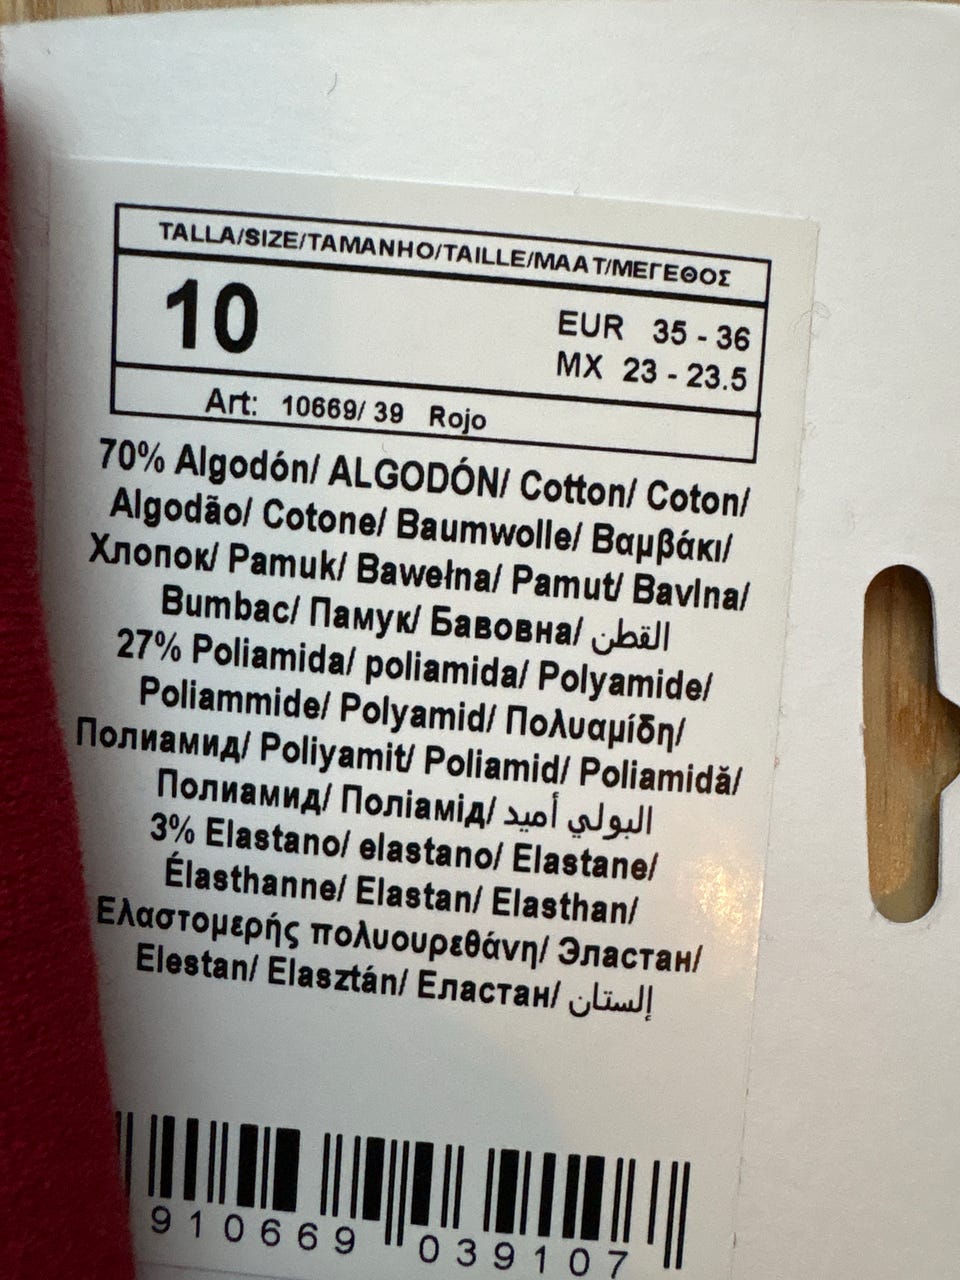 TALLA/SIZE/TAMANHO/TAILLE/MAAT/ΜΕΓΕΘΟΣ
10
EUR 35 - 36
MX 23 - 23.5
Art: 10669/ 39 Rojo
70% Algodón/ ALGODÓN/ Cotton/ Coton/
Algodão/ Cotone/ Baumwolle/ Βαμβάκι/
Хлопок/ Pamuk/ Bawełna/ Pamut/ Bavlna/
Bumbac/ Памук/ Бавовна/ القطن
27% Poliamida/ poliamida/ Polyamide/
Poliammide/ Polyamid/ Πολυαμίδη/
Полиамид/ Poliyamit/ Poliamid/ Poliamidă/
Полиамид/ Поліамід/ البولي أميد
3% Elastano/ elastano/ Elastane/
Élasthanne/ Elastan/ Elasthan/
Ελαστομερής πολυουρεθάνη/ Эластан/
Elestan/ Elasztán/ Еластан/ إلستان
910669 039107